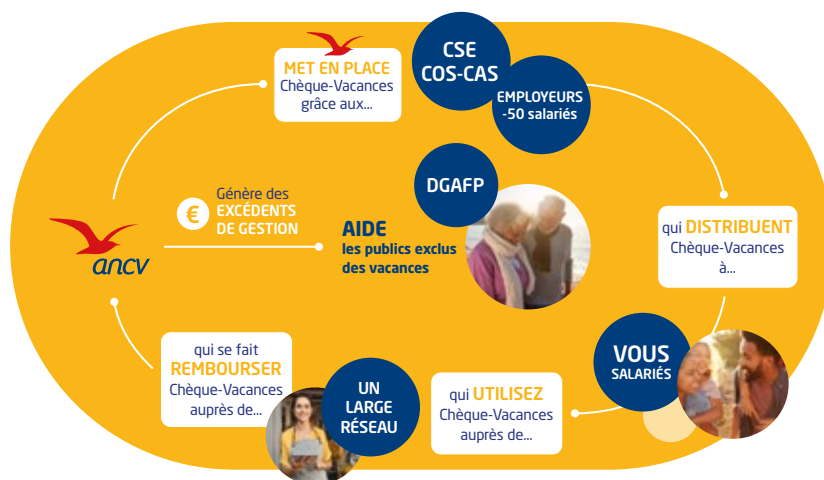 MET EN PLACE
Chèque-Vacances
grâce aux...
CSE
COS-CAS
EMPLOYEURS
-50 salariés
DGAFP
Génère des
EXCÉDENTS
DE GESTION
€
AIDE
les publics exclus
des vacances
ancv
qui DISTRIBUENT
Chèque-Vacances
à...
VOUS
SALARIÉS
qui UTILISEZ
Chèque-Vacances
auprès de...
UN
LARGE
RÉSEAU
qui se fait
REMBOURSER
Chèque-Vacances
auprès de...